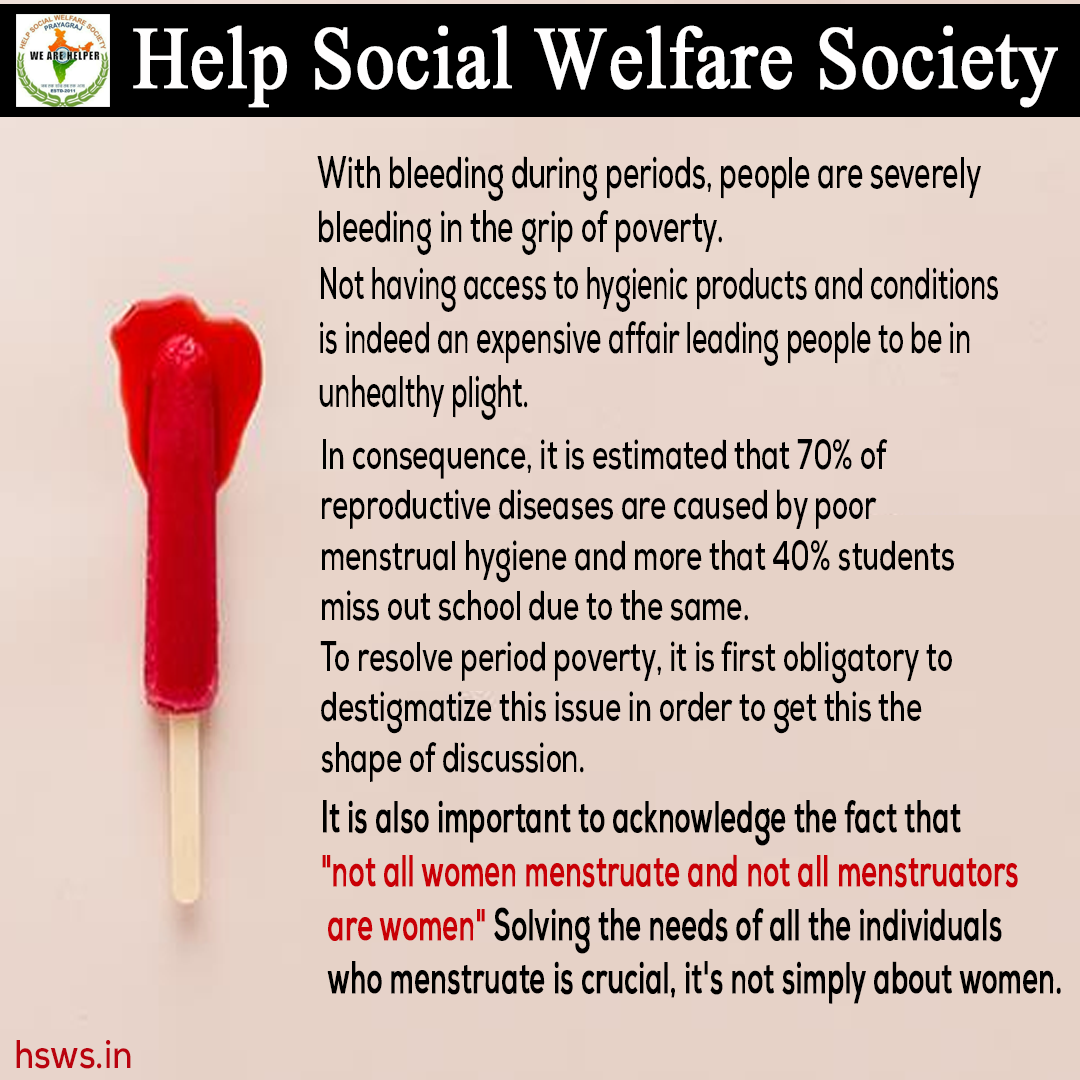 HELP SOCIAL WELFARE SOCIETY
PRAYAGRAJ
WE ARE HELPER
ESTD-2011
Help Social Welfare Society
With bleeding during periods, people are severely
bleeding in the grip of poverty.
Not having access to hygienic products and conditions
is indeed an expensive affair leading people to be in
unhealthy plight.
In consequence, it is estimated that 70% of
reproductive diseases are caused by poor
menstrual hygiene and more that 40% students
miss out school due to the same.
To resolve period poverty, it is first obligatory to
destigmatize this issue in order to get this the
shape of discussion.
It is also important to acknowledge the fact that
"not all women menstruate and not all menstruators
are women" Solving the needs of all the individuals
who menstruate is crucial, it's not simply about women.
hsws.in